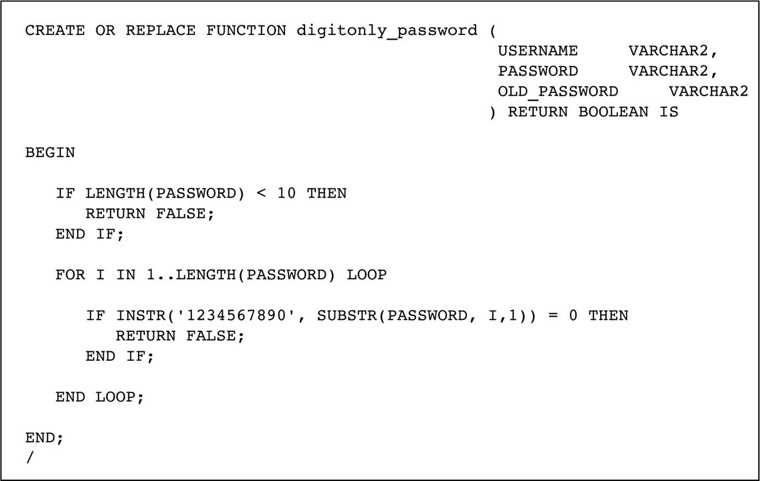 CREATE OR REPLACE FUNCTION digitonly_password (
USERNAME VARCHAR2,
PASSWORD VARCHAR2,
OLD_PASSWORD VARCHAR2
) RETURN BOOLEAN IS
BEGIN
IF LENGTH(PASSWORD) < 10 THEN
RETURN FALSE;
END IF;
FOR I IN 1..LENGTH(PASSWORD) LOOP
IF INSTR('1234567890', SUBSTR(PASSWORD, I,1)) = 0 THEN
RETURN FALSE;
END IF;
END LOOP;
END;
/